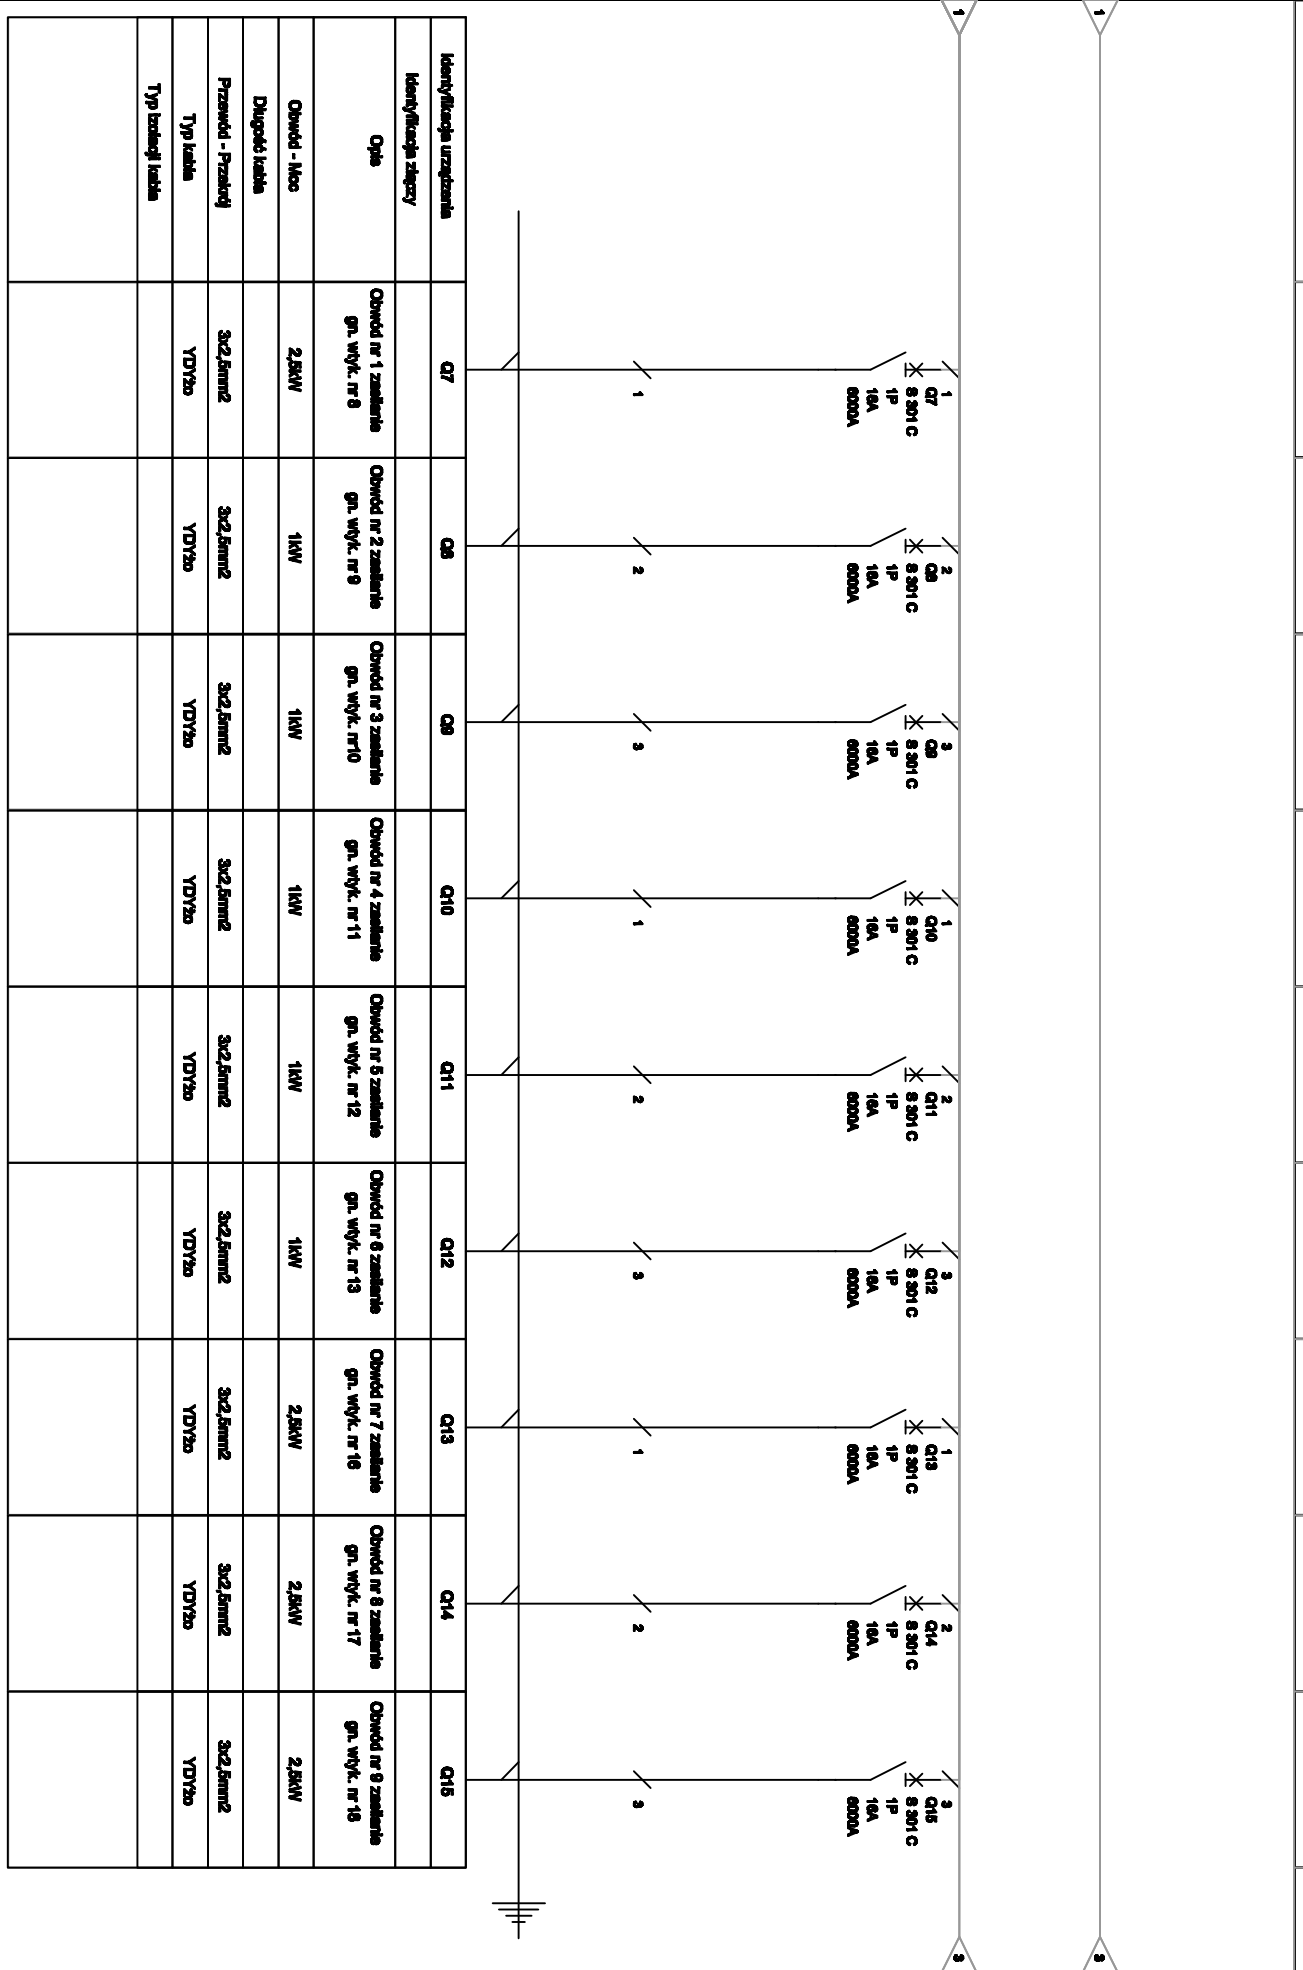 1
1
1
Q7
S 301 C
1P
16A
6000A
2
Q8
S 301 C
1P
16A
6000A
3
Q9
S 301 C
1P
16A
6000A
1
Q10
S 301 C
1P
16A
6000A
2
Q11
S 301 C
1P
16A
6000A
3
Q12
S 301 C
1P
16A
6000A
1
Q13
S 301 C
1P
16A
6000A
2
Q14
S 301 C
1P
16A
6000A
3
Q15
S 301 C
1P
16A
6000A
3
3
1
2
3
1
2
3
1
2
3
Identyfikacja urządzenia
Q7
Q8
Q9
Q10
Q11
Q12
Q13
Q14
Q15
Identyfikacja złączy
Opis
Obwód nr 1 zasilanie
gn. wtyk. nr 8
Obwód nr 2 zasilanie
gn. wtyk. nr 9
Obwód nr 3 zasilanie
gn. wtyk. nr10
Obwód nr 4 zasilanie
gn. wtyk. nr 11
Obwód nr 5 zasilanie
gn. wtyk. nr 12
Obwód nr 6 zasilanie
gn. wtyk. nr 13
Obwód nr 7 zasilanie
gn. wtyk. nr 16
Obwód nr 8 zasilanie
gn. wtyk. nr 17
Obwód nr 9 zasilanie
gn. wtyk. nr 18
Obwód - Moc
2,5kW
1kW
1kW
1kW
1kW
1kW
2,5kW
2,5kW
2,5kW
Długość kabla
Przewód - Przekrój
3x2,5mm2
3x2,5mm2
3x2,5mm2
3x2,5mm2
3x2,5mm2
3x2,5mm2
3x2,5mm2
3x2,5mm2
3x2,5mm2
Typ kabla
YDYżo
YDYżo
YDYżo
YDYżo
YDYżo
YDYżo
YDYżo
YDYżo
YDYżo
Typ izolacji kabla